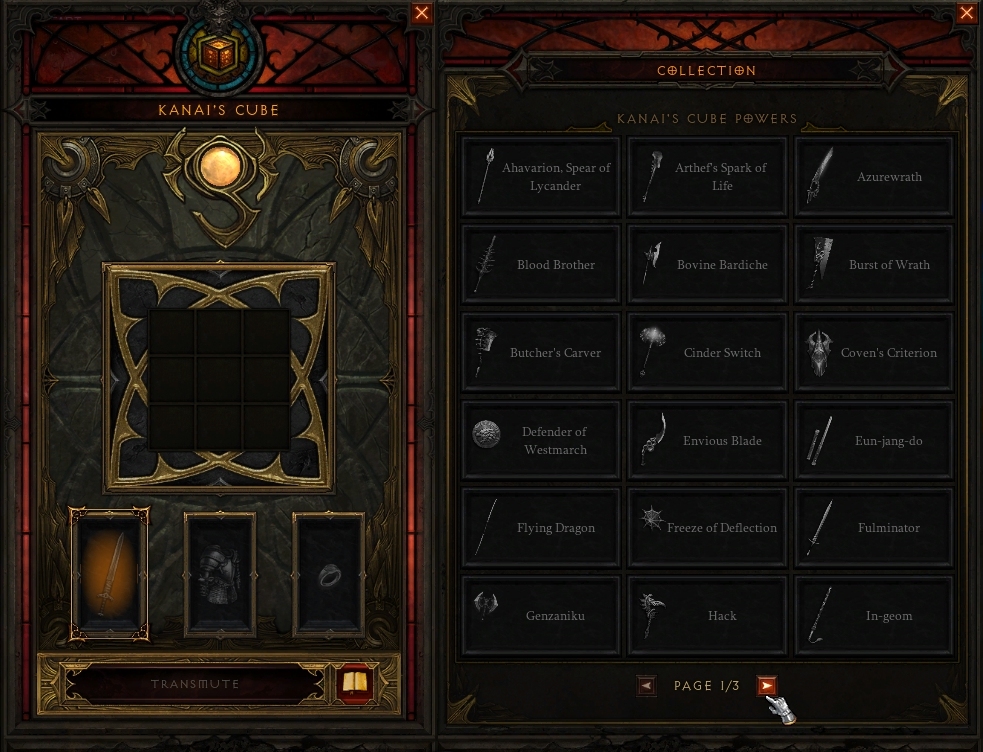 KANAI'S CUBE
TRANSMUTE
COLLECTION
KANAI'S CUBE POWERS
Ahavarion, Spear of
Lycander
Arthef's Spark of
Life
Azurewrath
Blood Brother
Bovine Bardiche
Burst of Wrath
Butcher's Carver
Cinder Switch
Coven's Criterion
Defender of
Westmarch
Envious Blade
Eun-jang-do
Flying Dragon
Freeze of Deflection
Fulminator
Genzaniku
Hack
In-geom
PAGE 1/3